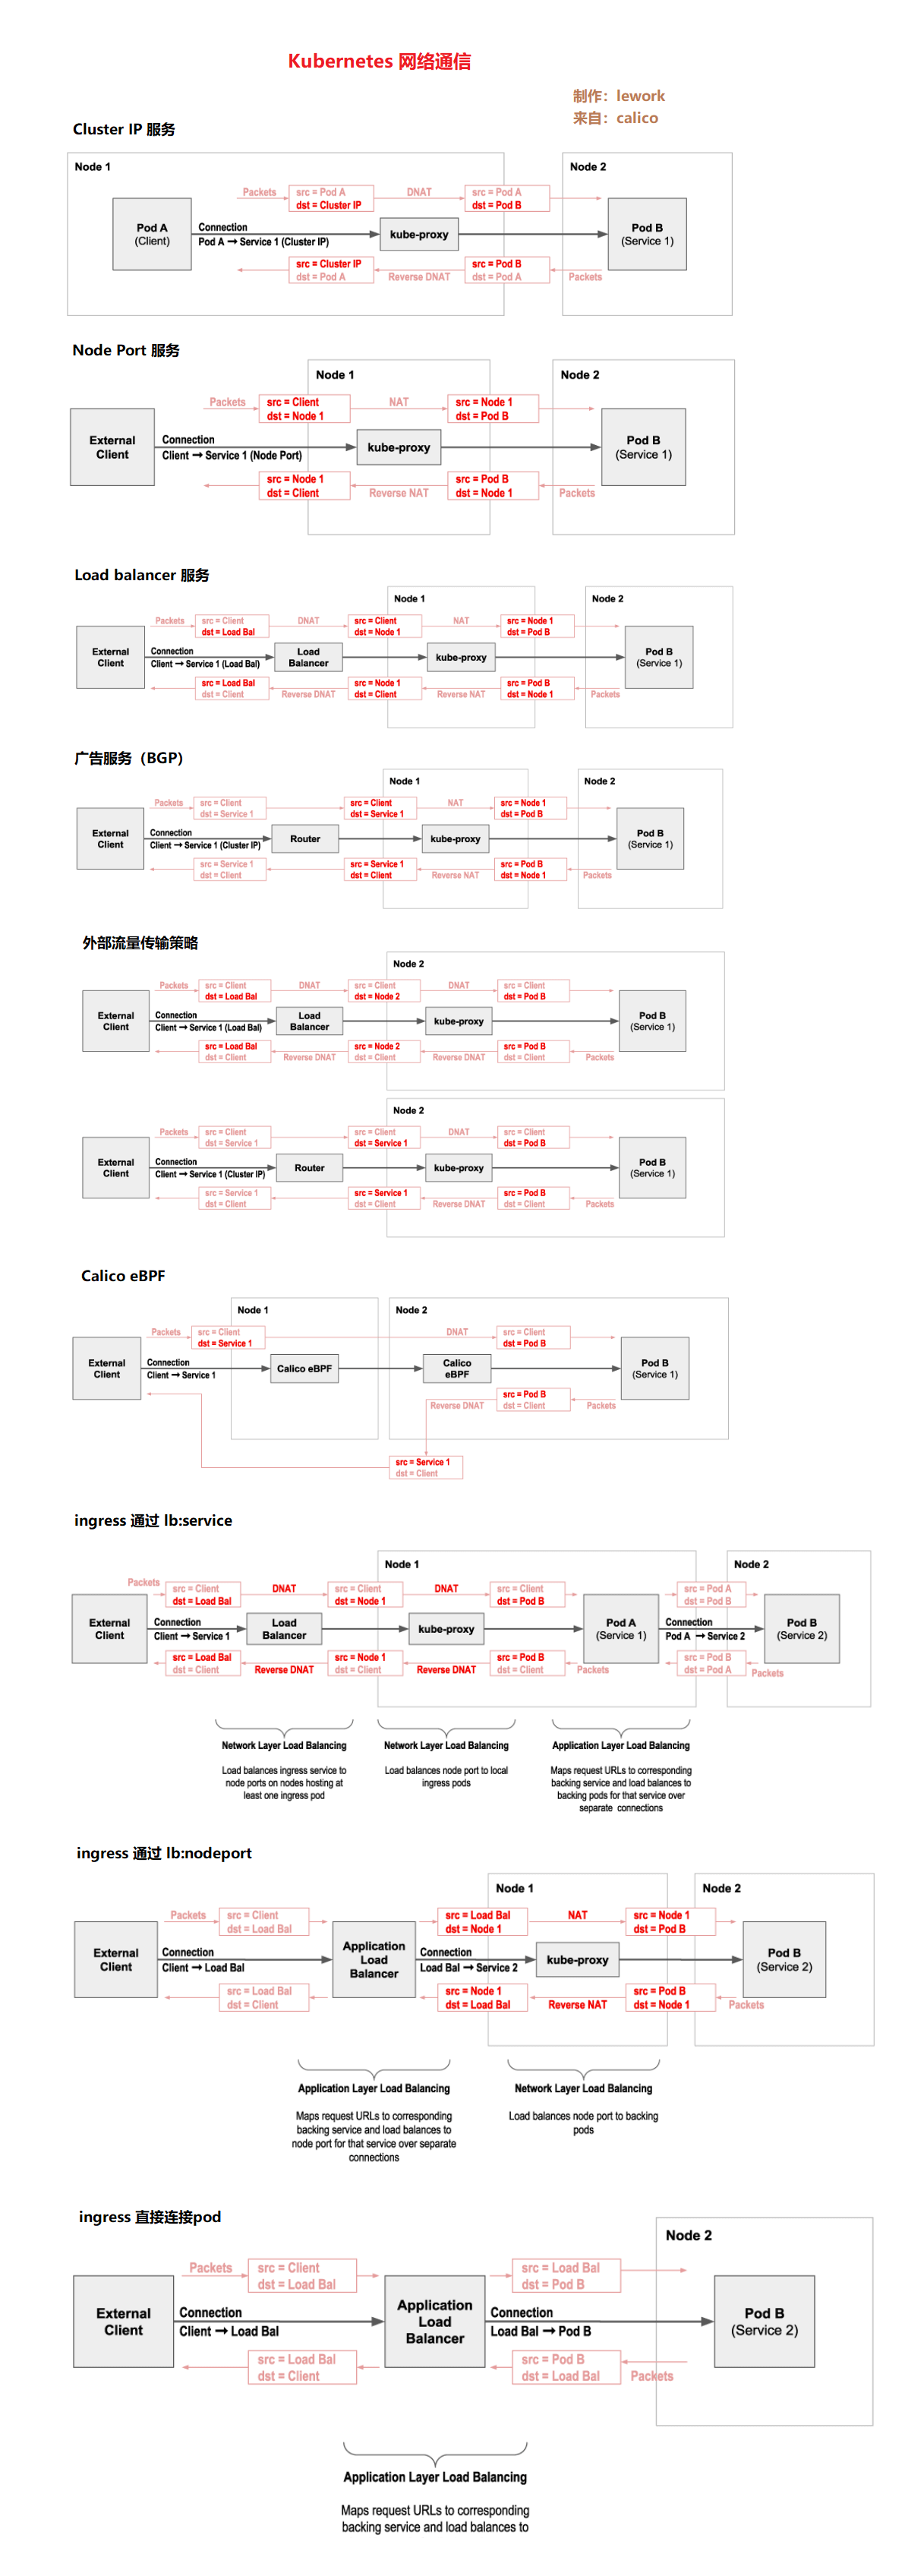 Kubernetes 网络通信
制作：lework
来自：calico
Cluster IP 服务
Node 1
Node 2
Packets
src = Pod A
dst = Cluster IP
DNAT
src = Pod A
dst = Pod B
Pod A
(Client)
Connection
Pod A → Service 1 (Cluster IP)
kube-proxy
Pod B
(Service 1)
src = Cluster IP
dst = Pod A
Reverse DNAT
src = Pod B
dst = Pod A
Packets
Node Port 服务
Node 1
Node 2
Packets
src = Client
dst = Node 1
NAT
src = Node 1
dst = Pod B
External
Client
Connection
Client → Service 1 (Node Port)
kube-proxy
Pod B
(Service 1)
src = Node 1
dst = Client
Reverse NAT
src = Pod B
dst = Node 1
Packets
Load balancer 服务
Node 1
Node 2
Packets
src = Client
dst = Load Bal
DNAT
src = Client
dst = Node 1
NAT
src = Node 1
dst = Pod B
External
Client
Connection
Client → Service 1 (Load Bal)
Load
Balancer
kube-proxy
Pod B
(Service 1)
src = Load Bal
dst = Client
Reverse DNAT
src = Node 1
dst = Client
Reverse NAT
src = Pod B
dst = Node 1
Packets
广告服务（BGP）
Node 1
Node 2
Packets
src = Client
dst = Service 1
src = Client
dst = Service 1
NAT
src = Node 1
dst = Pod B
External
Client
Connection
Client → Service 1 (Cluster IP)
Router
kube-proxy
Pod B
(Service 1)
src = Service 1
dst = Client
src = Service 1
dst = Client
Reverse NAT
src = Pod B
dst = Node 1
Packets
外部流量传输策略
Node 2
Packets
src = Client
dst = Load Bal
DNAT
src = Client
dst = Node 2
DNAT
src = Client
dst = Pod B
External
Client
Connection
Client → Service 1 (Load Bal)
Load
Balancer
kube-proxy
Pod B
(Service 1)
src = Load Bal
dst = Client
Reverse DNAT
src = Node 2
dst = Client
Reverse DNAT
src = Pod B
dst = Client
Packets
Node 2
Packets
src = Client
dst = Service 1
src = Client
dst = Service 1
DNAT
src = Client
dst = Pod B
External
Client
Connection
Client → Service 1 (Cluster IP)
Router
kube-proxy
Pod B
(Service 1)
src = Service 1
dst = Client
src = Service 1
dst = Client
Reverse DNAT
src = Pod B
dst = Client
Packets
Calico eBPF
Node 1
Node 2
Packets
src = Client
dst = Service 1
DNAT
src = Client
dst = Pod B
External
Client
Connection
Client → Service 1
Calico eBPF
Calico
eBPF
Pod B
(Service 1)
Reverse DNAT
src = Pod B
dst = Client
Packets
src = Service 1
dst = Client
ingress 通过 lb:service
Node 1
Node 2
Packets
src = Client
dst = Load Bal
DNAT
src = Client
dst = Node 1
DNAT
src = Client
dst = Pod B
src = Pod A
dst = Pod B
External
Client
Connection
Client → Service 1
Load
Balancer
kube-proxy
Pod A
(Service 1)
Connection
Pod A → Service 2
Pod B
(Service 2)
src = Load Bal
dst = Client
Reverse DNAT
src = Node 1
dst = Client
Reverse DNAT
src = Pod B
dst = Client
Packets
src = Pod B
dst = Pod A
Packets
Network Layer Load Balancing
Load balances ingress service to
node ports on nodes hosting at
least one ingress pod
Network Layer Load Balancing
Load balances node port to local
ingress pods
Application Layer Load Balancing
Maps request URLs to corresponding
backing service and load balances to
backing pods for that service over
separate connections
ingress 通过 lb:nodeport
Node 1
Node 2
Packets
src = Client
dst = Load Bal
src = Load Bal
dst = Node 1
NAT
src = Node 1
dst = Pod B
External
Client
Connection
Client → Load Bal
Application
Load
Balancer
Connection
Load Bal → Service 2
kube-proxy
Pod B
(Service 2)
src = Load Bal
dst = Client
src = Node 1
dst = Load Bal
Reverse NAT
src = Pod B
dst = Node 1
Packets
Application Layer Load Balancing
Maps request URLs to corresponding
backing service and load balances to
node port for that service over separate
connections
Network Layer Load Balancing
Load balances node port to backing
pods
ingress 直接连接pod
Node 2
Packets
src = Client
dst = Load Bal
src = Load Bal
dst = Pod B
External
Client
Connection
Client → Load Bal
Application
Load
Balancer
Connection
Load Bal → Pod B
Pod B
(Service 2)
src = Load Bal
dst = Client
src = Pod B
dst = Load Bal
Packets
Application Layer Load Balancing
Maps request URLs to corresponding
backing service and load balances to